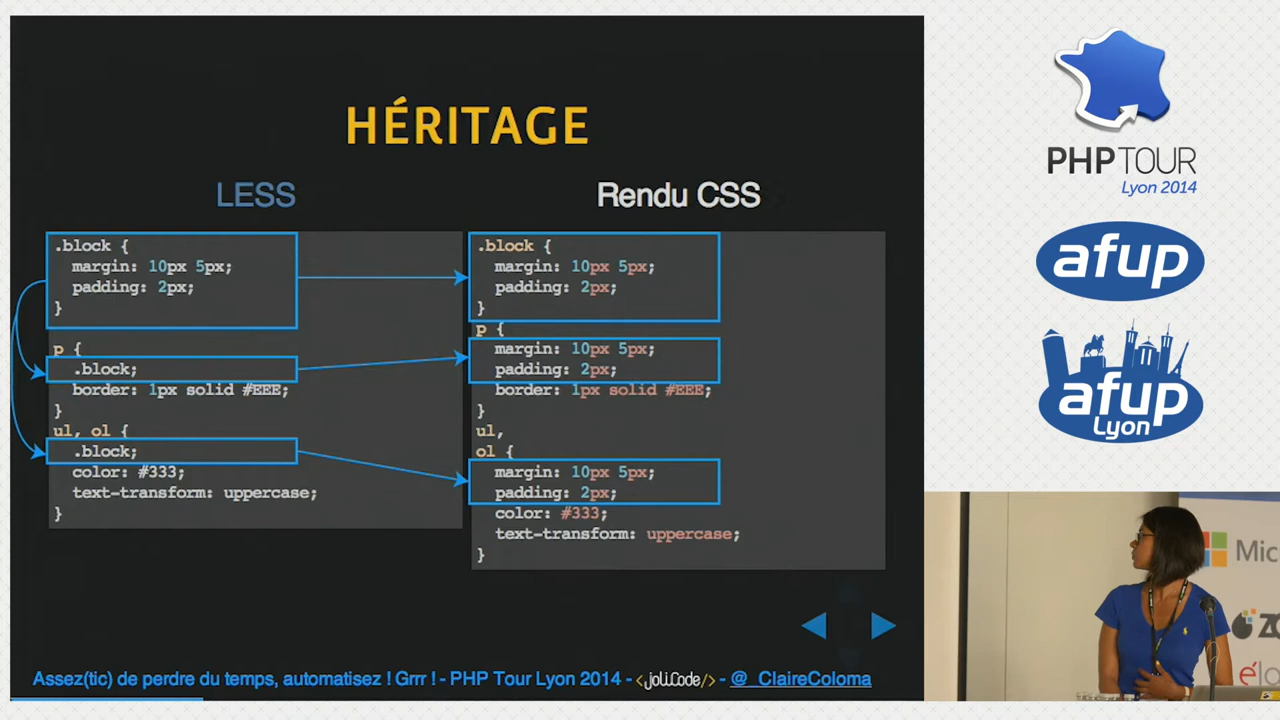 HÉRITAGE
LESS
.block {
margin: 10px 5px;
padding: 2px;
}
p {
.block;
border: 1px solid #EEE;
}
ul, ol {
.block;
color: #333;
text-transform: uppercase;
}
Rendu CSS
.block {
margin: 10px 5px;
padding: 2px;
}
p {
margin: 10px 5px;
padding: 2px;
border: 1px solid #EEE;
}
ul,
ol {
margin: 10px 5px;
padding: 2px;
color: #333;
text-transform: uppercase;
}
Assez(tic) de perdre du temps, automatisez ! Grrr ! - PHP Tour Lyon 2014 - <JoLiCode/> - @_ClaireColoma
PHP TOUR
Lyon 2014
afup
afup
Lyon
Mic